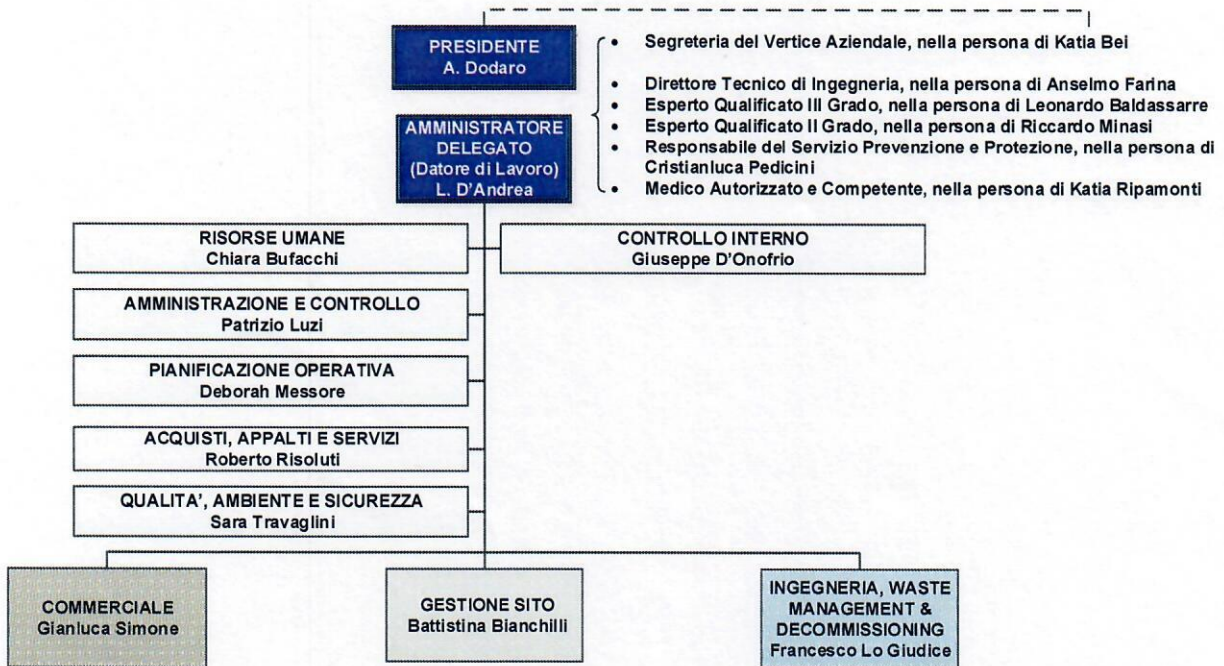 PRESIDENTE
A. Dodaro
• Segreteria del Vertice Aziendale, nella persona di Katia Bei
• Direttore Tecnico di Ingegneria, nella persona di Anselmo Farina
• Esperto Qualificato III Grado, nella persona di Leonardo Baldassarre
• Esperto Qualificato II Grado, nella persona di Riccardo Minasi
• Responsabile del Servizio Prevenzione e Protezione, nella persona di
Cristianluca Pedicini
• Medico Autorizzato e Competente, nella persona di Katia Ripamonti
AMMINISTRATORE
DELEGATO
(Datore di Lavoro)
L. D'Andrea
RISORSE UMANE
Chiara Bufacchi
CONTROLLO INTERNO
Giuseppe D'Onofrio
AMMINISTRAZIONE E CONTROLLO
Patrizio Luzi
PIANIFICAZIONE OPERATIVA
Deborah Messore
ACQUISTI, APPALTI E SERVIZI
Roberto Risoluti
QUALITA', AMBIENTE E SICUREZZA
Sara Travaglini
COMMERCIALE
Gianluca Simone
GESTIONE SITO
Battistina Bianchilli
INGEGNERIA, WASTE
MANAGEMENT &
DECOMMISSIONING
Francesco Lo Giudice